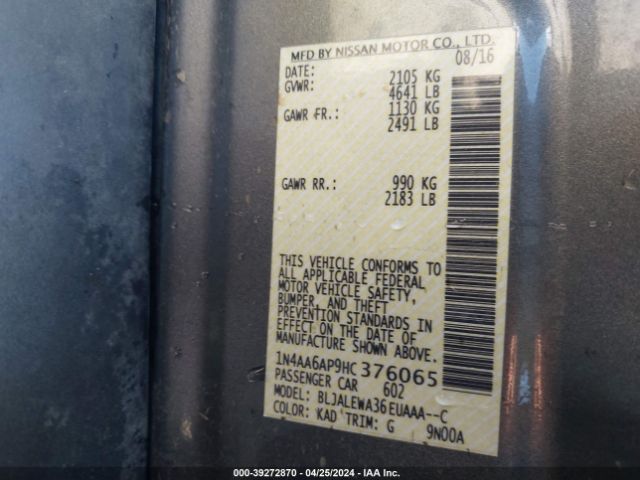 MFD BY NISSAN MOTOR CO., LTD.
DATE: 08/16
GVWR: 2105 KG
4641 LB
GAWR FR.: 1130 KG
2491 LB
GAWR RR.: 990 KG
2183 LB
THIS VEHICLE CONFORMS TO
ALL APPLICABLE FEDERAL
MOTOR VEHICLE SAFETY,
BUMPER, AND THEFT
PREVENTION STANDARDS IN
EFFECT ON THE DATE OF
MANUFACTURE SHOWN ABOVE.
1N4AA6AP9HC376065
PASSENGER CAR 602
MODEL: BLJALEWA36EUAAA--C
COLOR: KAD TRIM: G 9N00A
000-39272870 / 04/25/2024 - IAA Inc.